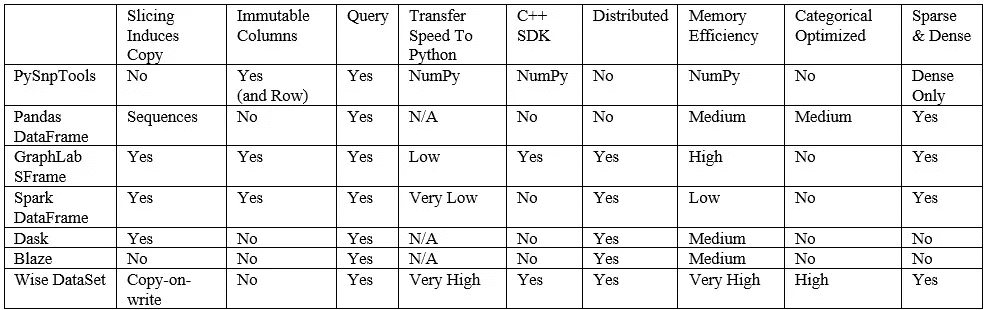 Slicing Induces Copy | Immutable Columns | Query | Transfer Speed To Python | C++ SDK | Distributed | Memory Efficiency | Categorical Optimized | Sparse & Dense
PySnpTools | No | Yes (and Row) | Yes | NumPy | NumPy | No | NumPy | No | Dense Only
Pandas DataFrame | Sequences | No | Yes | N/A | No | No | Medium | Medium | Yes
GraphLab SFrame | Yes | Yes | Yes | Low | Yes | Yes | High | No | Yes
Spark DataFrame | Yes | Yes | Yes | Very Low | No | Yes | Low | No | Yes
Dask | Yes | No | Yes | N/A | No | Yes | Medium | No | No
Blaze | No | No | Yes | N/A | No | Yes | Medium | No | No
Wise DataSet | Copy-on-write | No | Yes | Very High | Yes | Yes | Very High | High | Yes